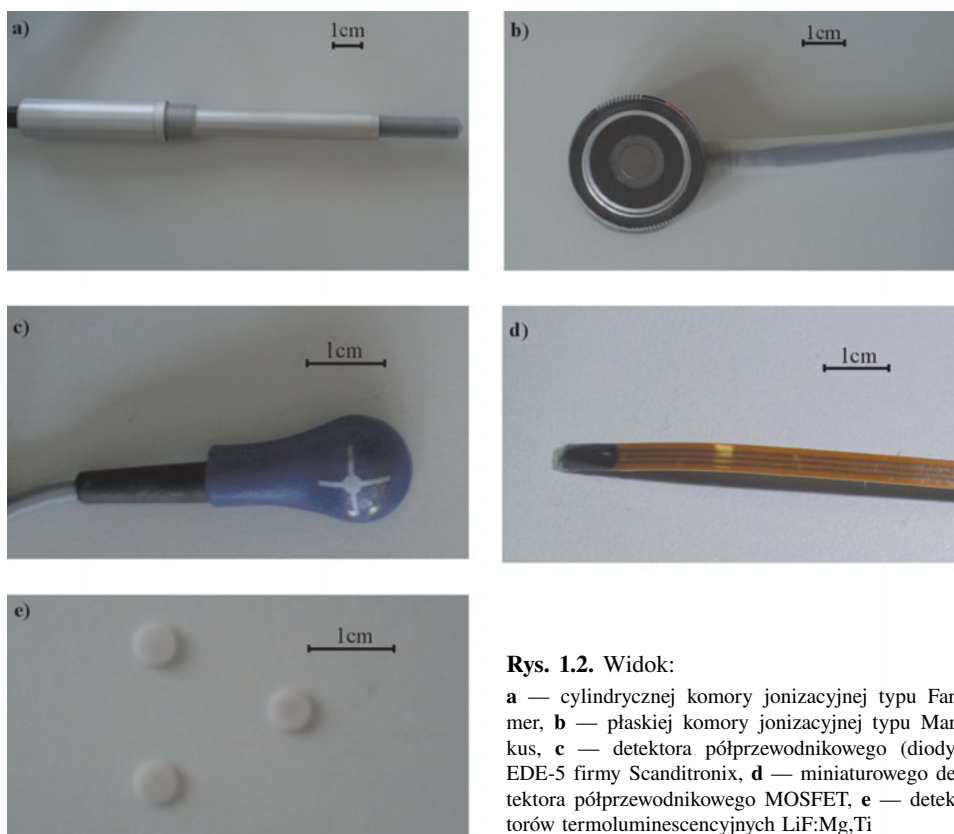 a)
1cm
b)
1cm
c)
1cm
d)
1cm
e)
1cm
Rys. 1.2. Widok:
a — cylindrycznej komory jonizacyjnej typu Far
mer, b — płaskiej komory jonizacyjnej typu Mar
kus, c — detektora półprzewodnikowego (diody
EDE-5 firmy Scanditronix, d — miniaturowego de
tektora półprzewodnikowego MOSFET, e — detek
torów termoluminescencyjnych LiF:Mg,Ti